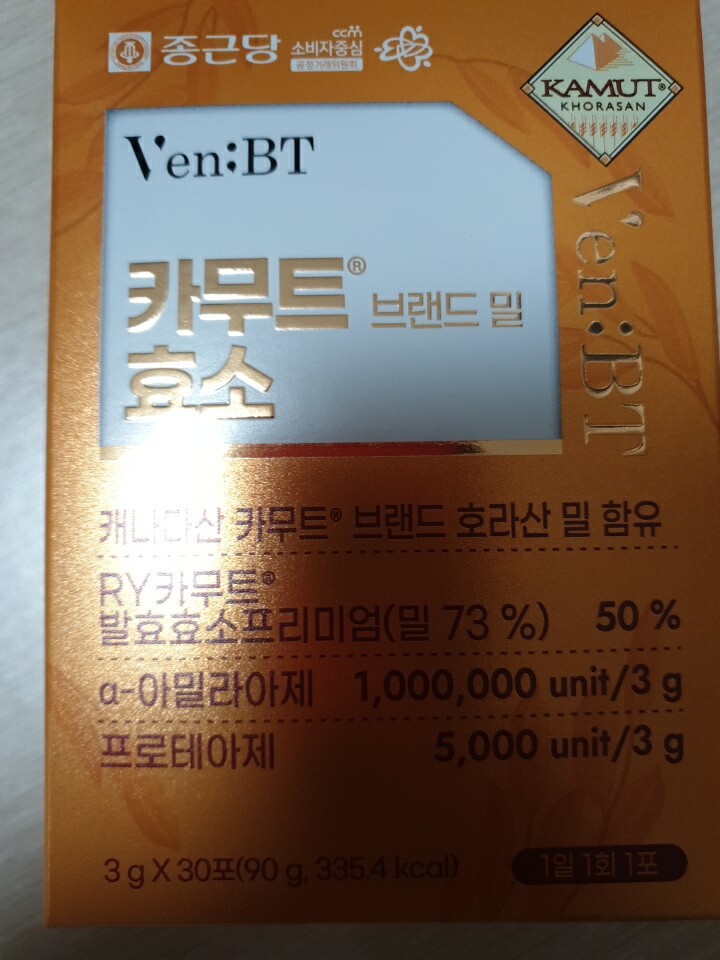 종근당
ccm
소비자중심
공정거래위원회
KAMUT®
KHORASAN
Ven:BT
Ven:BT
카무트® 브랜드 밀
효소
캐나다산 카무트® 브랜드 호라산 밀 함유
RY카무트®
발효효소프리미엄(밀 73 %) 50 %
α-아밀라아제 1,000,000 unit/3 g
프로테아제 5,000 unit/3 g
3 g X 30포(90 g, 335.4 kcal)
1일 1회 1포